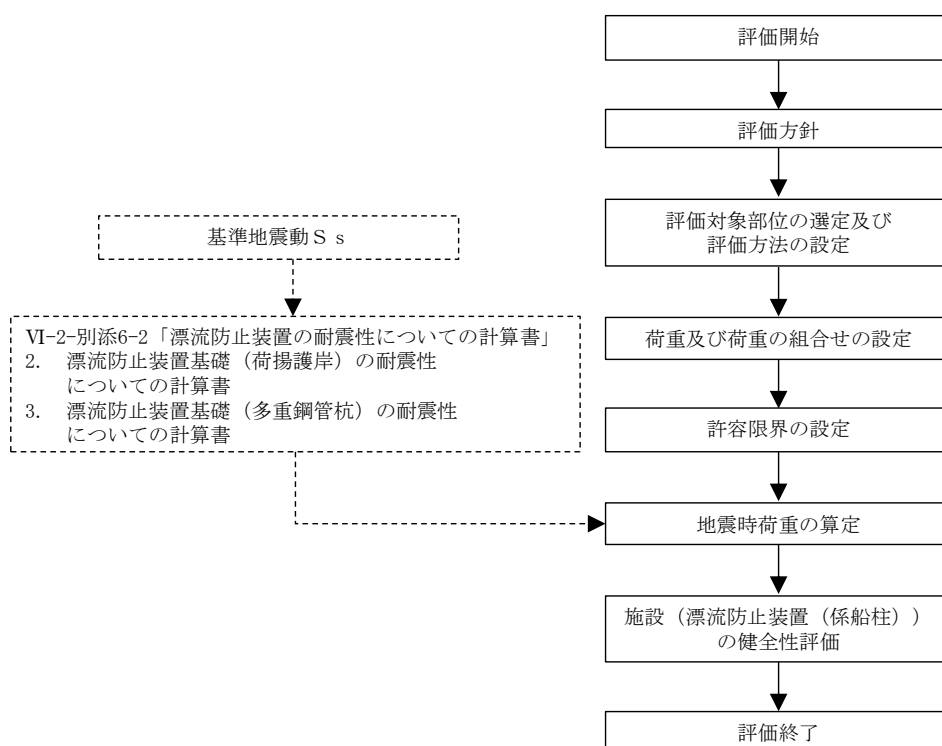 評価開始
評価方針
評価対象部位の選定及び
評価方法の設定
基準地震動Ｓｓ
Ⅵ-2-別添6-2「漂流防止装置の耐震性についての計算書」
2. 漂流防止装置基礎（荷揚護岸）の耐震性
についての計算書
3. 漂流防止装置基礎（多重鋼管杭）の耐震性
についての計算書
荷重及び荷重の組合せの設定
許容限界の設定
地震時荷重の算定
施設（漂流防止装置（係船柱））
の健全性評価
評価終了